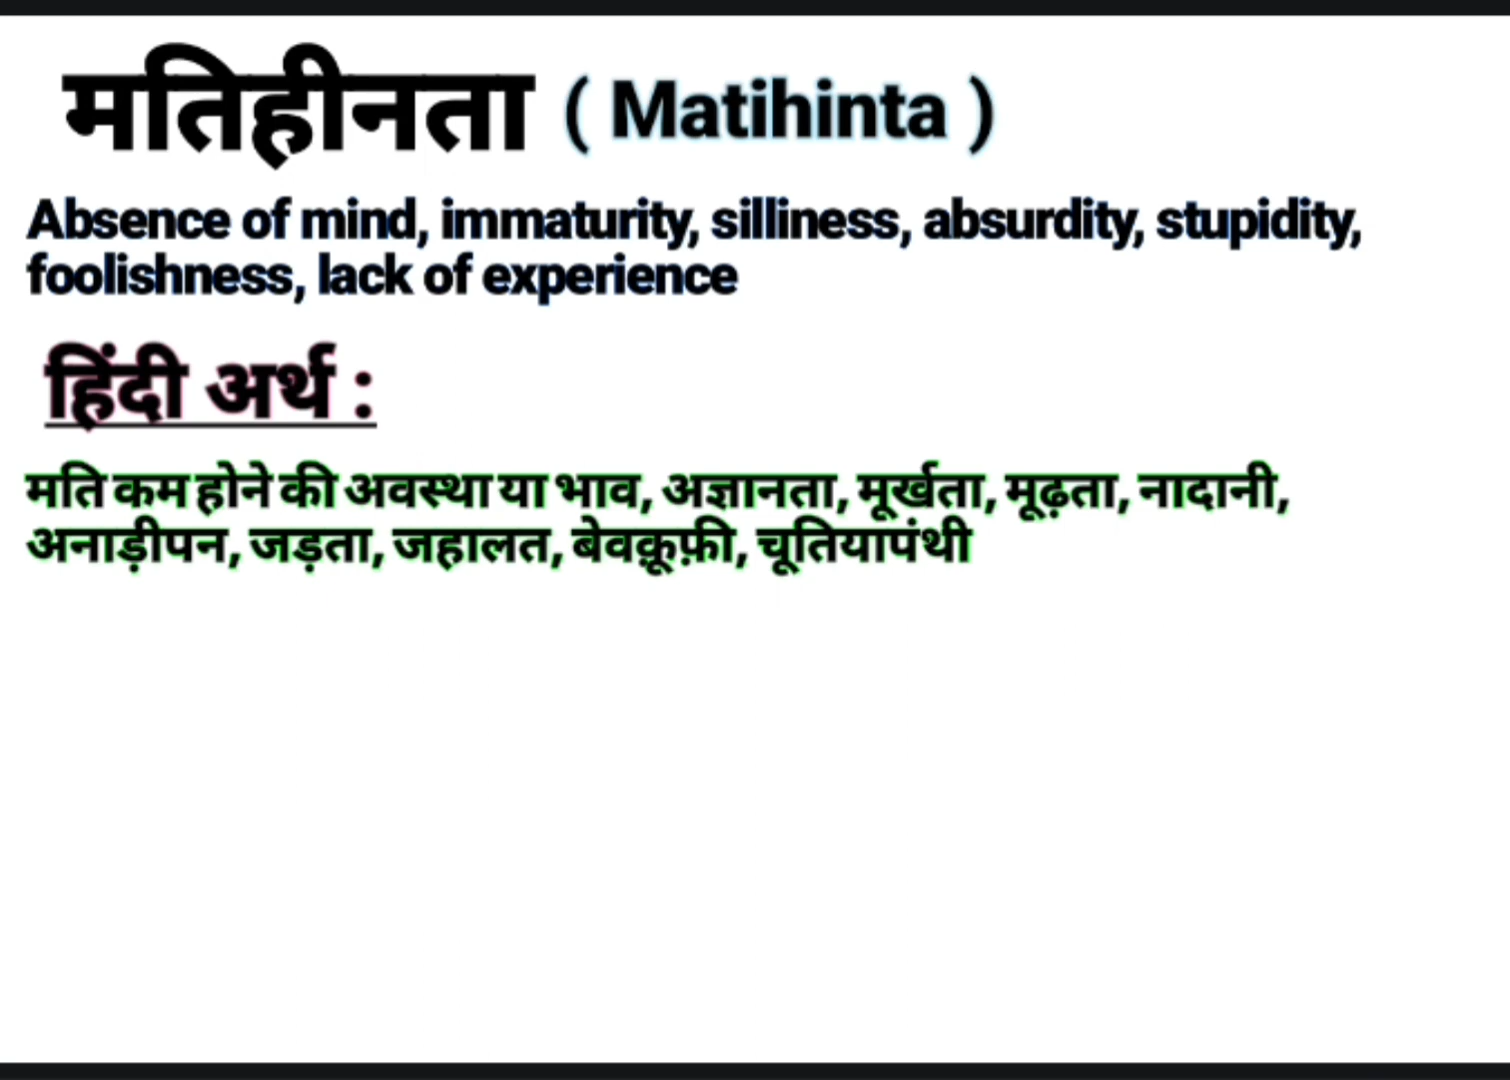 मतिहीनता ( Matihinta )
Absence of mind, immaturity, silliness, absurdity, stupidity,
foolishness, lack of experience
हिंदी अर्थ :
मति कम होने की अवस्था या भाव, अज्ञानता, मूर्खता, मूढ़ता, नादानी,
अनाड़ीपन, जड़ता, जहालत, बेवक़ूफ़ी, चूतियापंथी